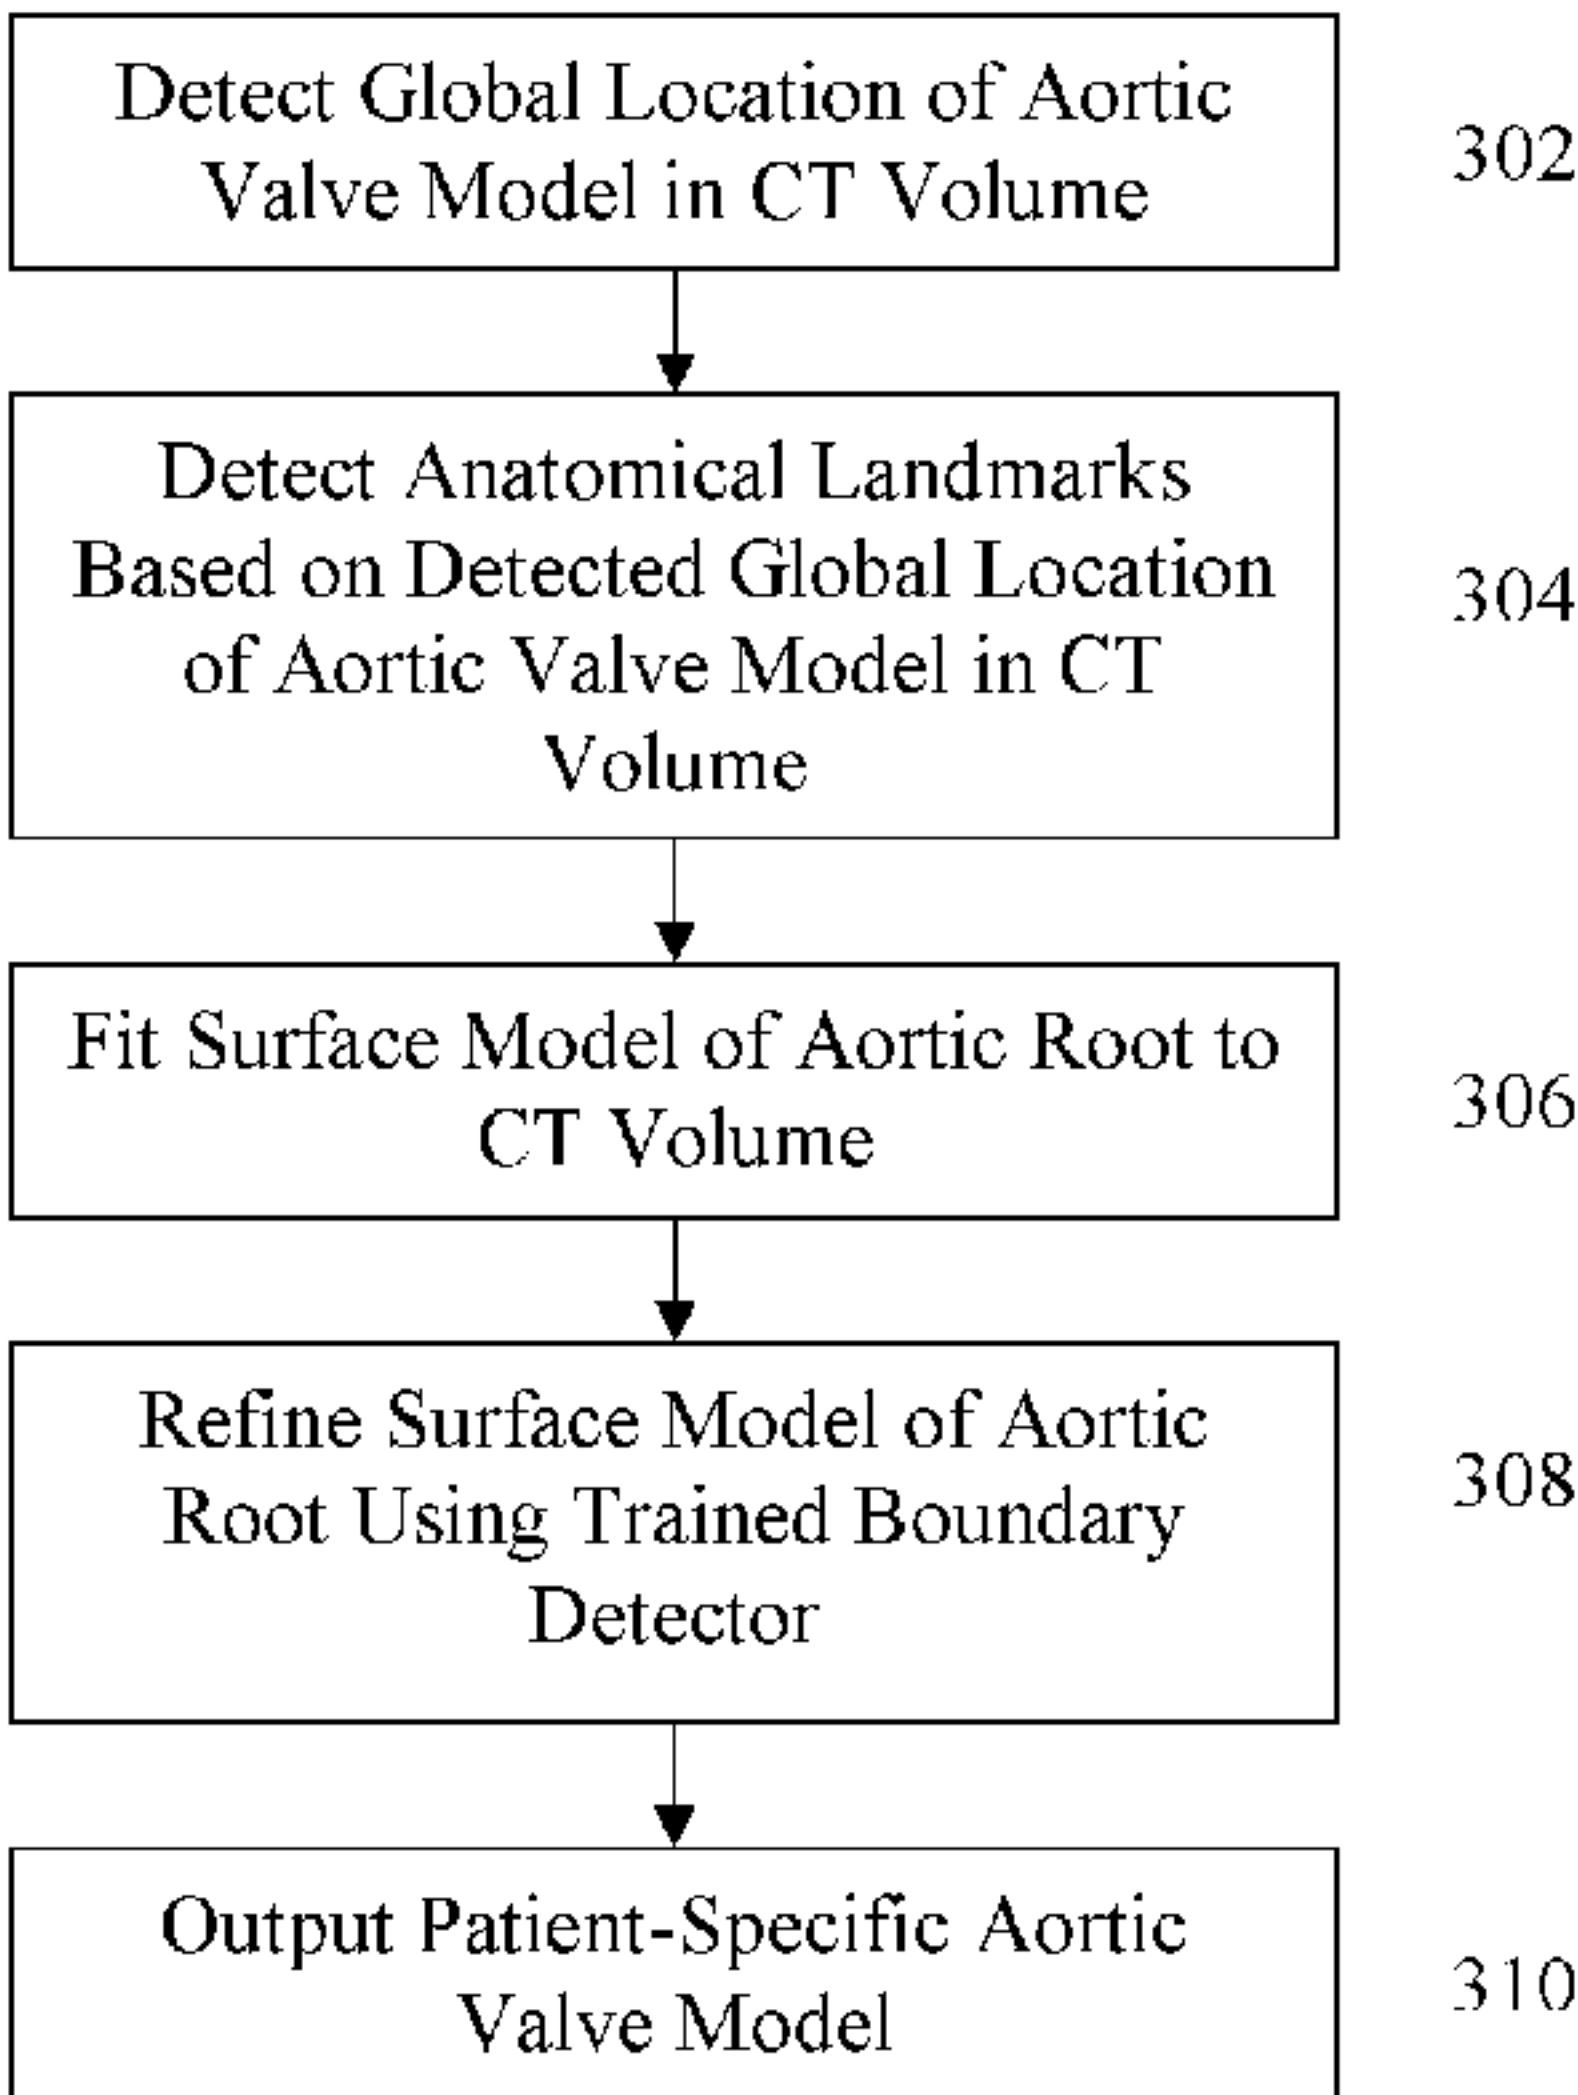 Detect Global Location of Aortic
Valve Model in CT Volume
302
Detect Anatomical Landmarks
Based on Detected Global Location
of Aortic Valve Model in CT
Volume
304
Fit Surface Model of Aortic Root to
CT Volume
306
Refine Surface Model of Aortic
Root Using Trained Boundary
Detector
308
Output Patient-Specific Aortic
Valve Model
310